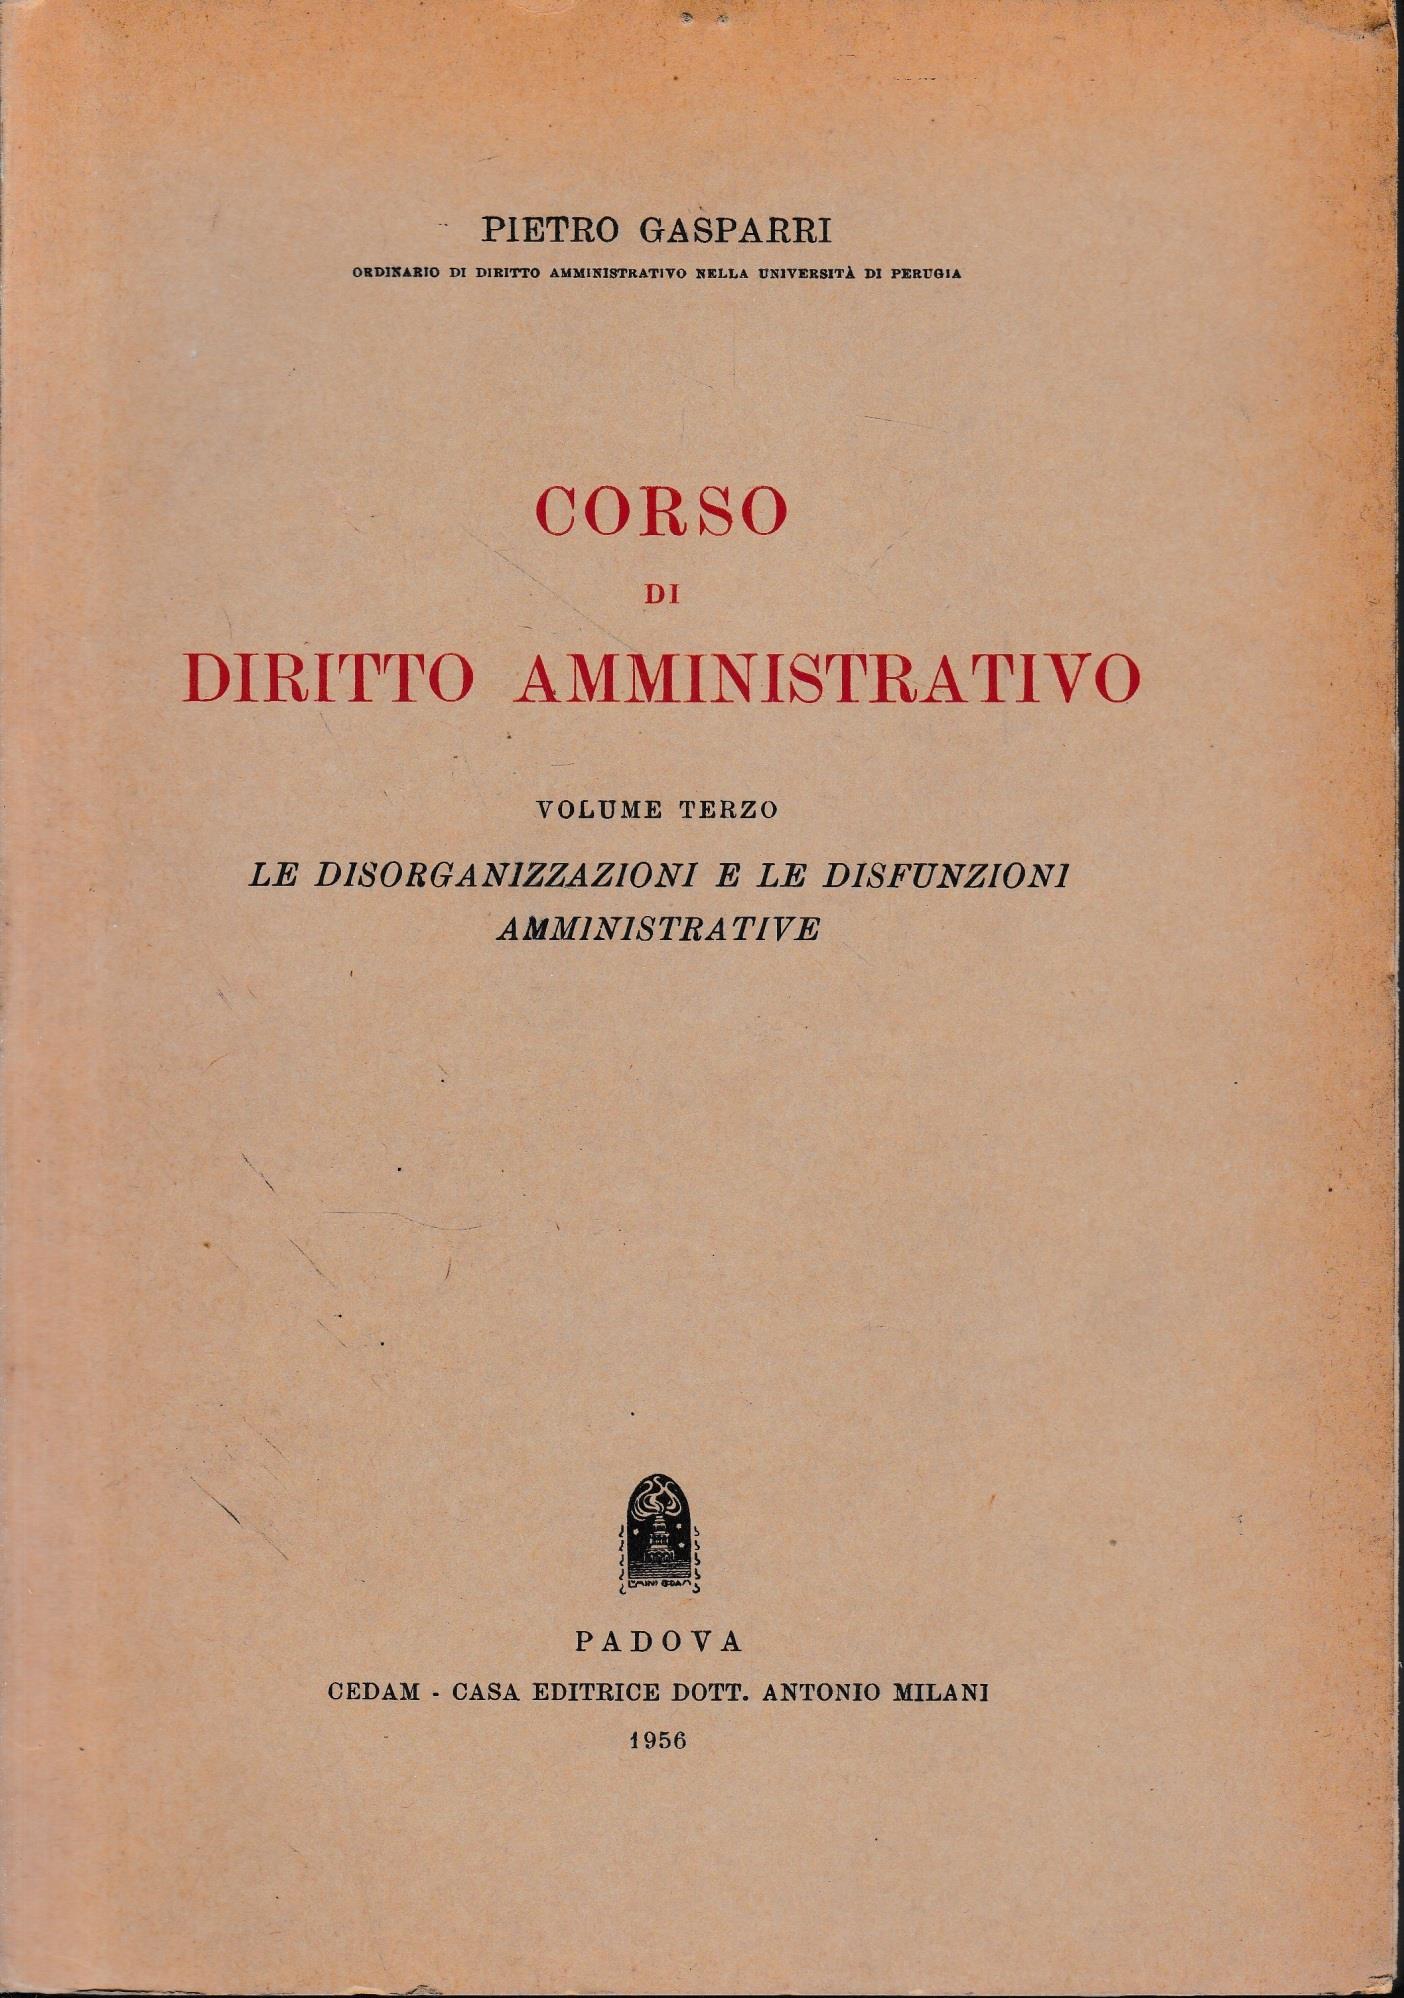 PIETRO GASPARRI
ORDINARIO DI DIRITTO AMMINISTRATIVO NELLA UNIVERSITÀ DI PERUGIA
CORSO
DI
DIRITTO AMMINISTRATIVO
VOLUME TERZO
LE DISORGANIZZAZIONI E LE DISFUNZIONI
AMMINISTRATIVE
PADOVA
CEDAM - CASA EDITRICE DOTT. ANTONIO MILANI
1956